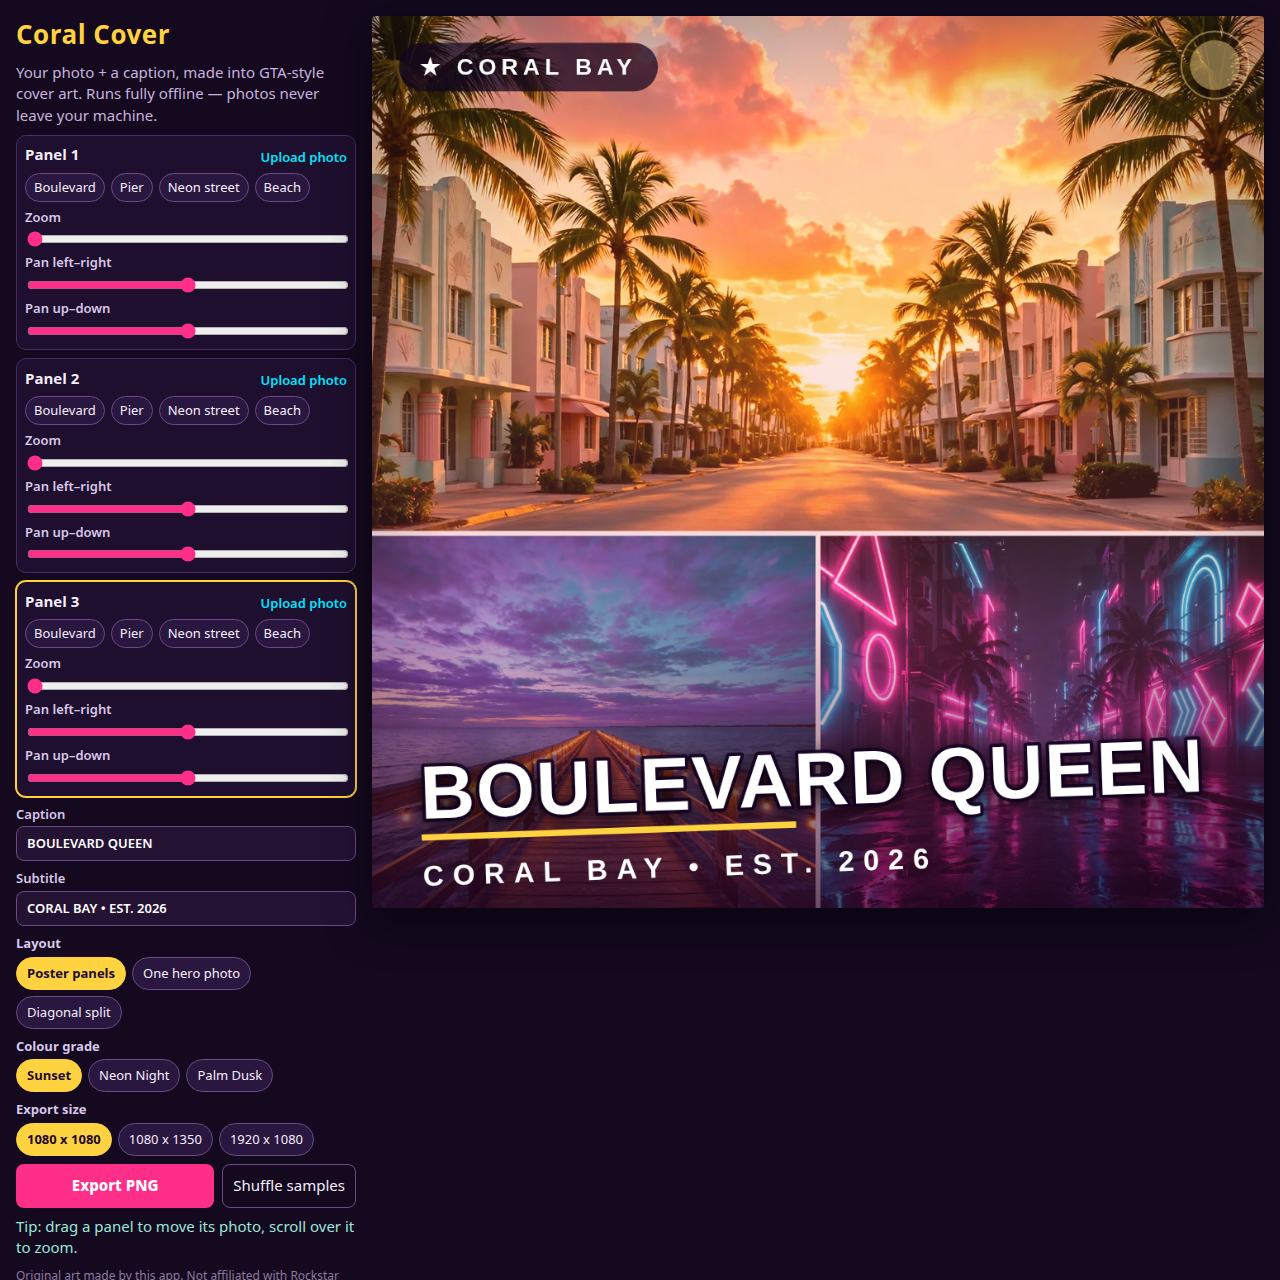 Coral Cover
Your photo + a caption, made into GTA-style
cover art. Runs fully offline — photos never
leave your machine.
Panel 1
Upload photo
Boulevard Pier Neon street Beach
Zoom
Pan left–right
Pan up–down
Panel 2
Upload photo
Boulevard Pier Neon street Beach
Zoom
Pan left–right
Pan up–down
Panel 3
Upload photo
Boulevard Pier Neon street Beach
Zoom
Pan left–right
Pan up–down
Caption
BOULEVARD QUEEN
Subtitle
CORAL BAY • EST. 2026
Layout
Poster panels One hero photo
Diagonal split
Colour grade
Sunset Neon Night Palm Dusk
Export size
1080 x 1080 1080 x 1350 1920 x 1080
Export PNG Shuffle samples
Tip: drag a panel to move its photo, scroll over it
to zoom.
Original art made by this app. Not affiliated with Rockstar
★ CORAL BAY
BOULEVARD QUEEN
CORAL BAY • EST. 2026